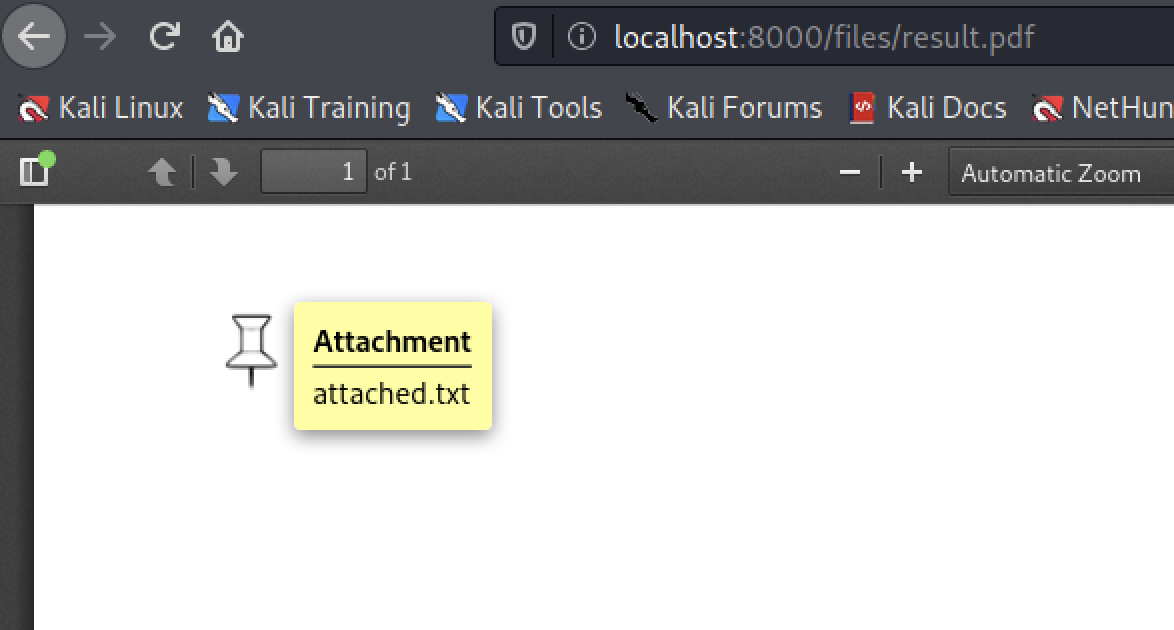 localhost:8000/files/result.pdf
Kali Linux Kali Training Kali Tools Kali Forums Kali Docs NetHun
1 of 1 Automatic Zoom
Attachment
attached.txt